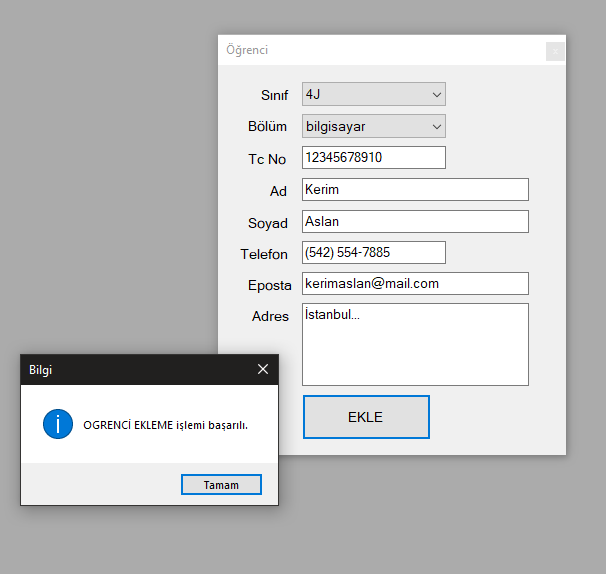 Öğrenci
Sınıf 4J
Bölüm bilgisayar
Tc No 12345678910
Ad Kerim
Soyad Aslan
Telefon (542) 554-7885
Eposta kerimaslan@mail.com
Adres İstanbul...
EKLE
Bilgi
OGRENCİ EKLEME işlemi başarılı.
Tamam